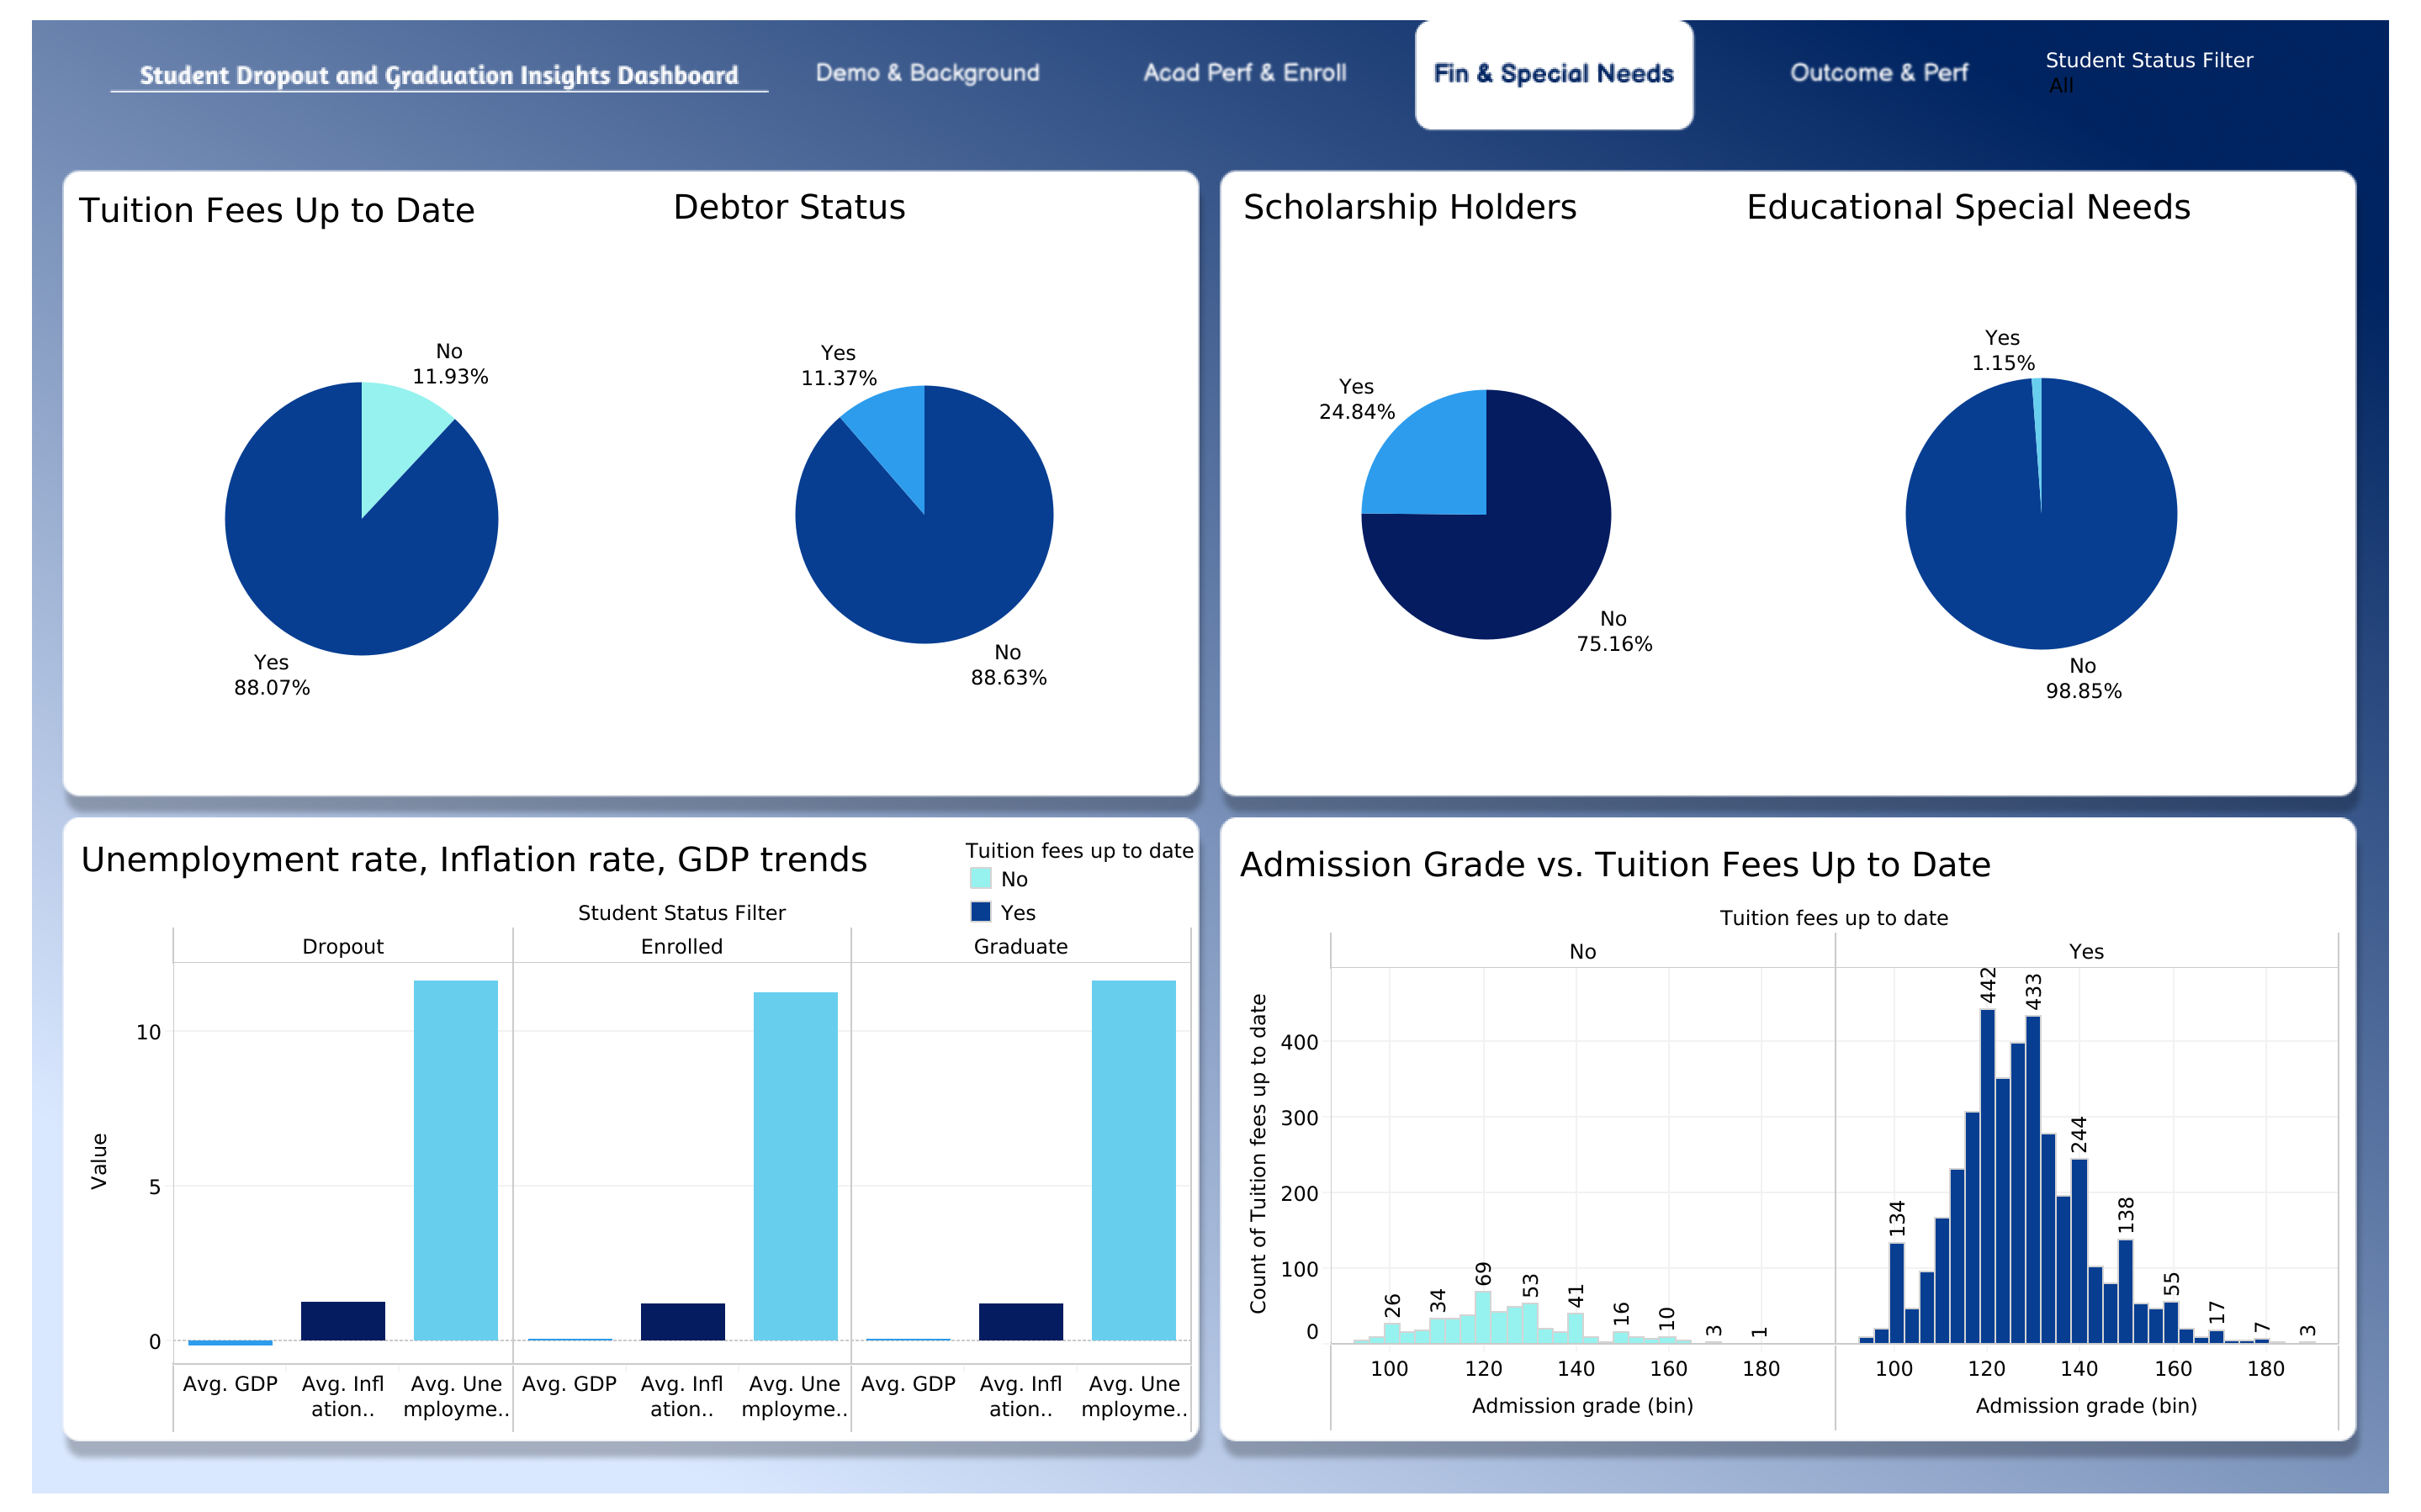 Student Dropout and Graduation Insights Dashboard
Demo & Background
Acad Perf & Enroll
Fin & Special Needs
Outcome & Perf
Student Status Filter
All
Tuition Fees Up to Date
No
11.93%
Yes
88.07%
Debtor Status
Yes
11.37%
No
88.63%
Scholarship Holders
Yes
24.84%
No
75.16%
Educational Special Needs
Yes
1.15%
No
98.85%
Unemployment rate, Inflation rate, GDP trends
Tuition fees up to date
No
Yes
Student Status Filter
Dropout
Enrolled
Graduate
Value
10
5
0
Avg. GDP
Avg. Infl
ation..
Avg. Une
mployme..
Avg. GDP
Avg. Infl
ation..
Avg. Une
mployme..
Avg. GDP
Avg. Infl
ation..
Avg. Une
mployme..
Admission Grade vs. Tuition Fees Up to Date
Tuition fees up to date
No
Yes
Count of Tuition fees up to date
400
300
200
100
0
26
34
69
53
41
16
10
3
1
134
442
433
244
138
55
17
7
3
100
120
140
160
180
100
120
140
160
180
Admission grade (bin)
Admission grade (bin)